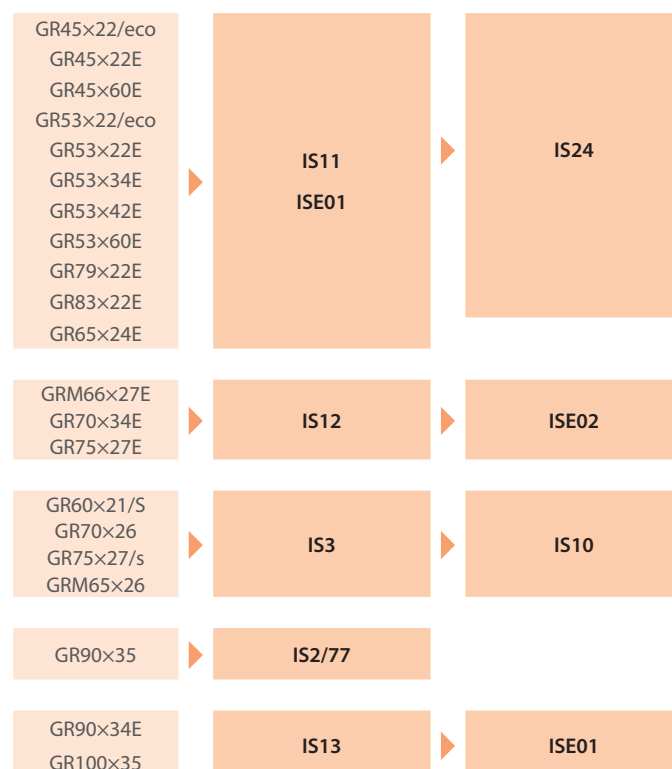 GR45×22/eco
GR45×22E
GR45×60E
GR53×22/eco
GR53×22E
GR53×34E
GR53×42E
GR53×60E
GR79×22E
GR83×22E
GR65×24E
IS11
ISE01
IS24
GRM66×27E
GR70×34E
GR75×27E
IS12
ISE02
GR60×21/S
GR70×26
GR75×27/s
GRM65×26
IS3
IS10
GR90×35
IS2/77
GR90×34E
GR100×35
IS13
ISE01